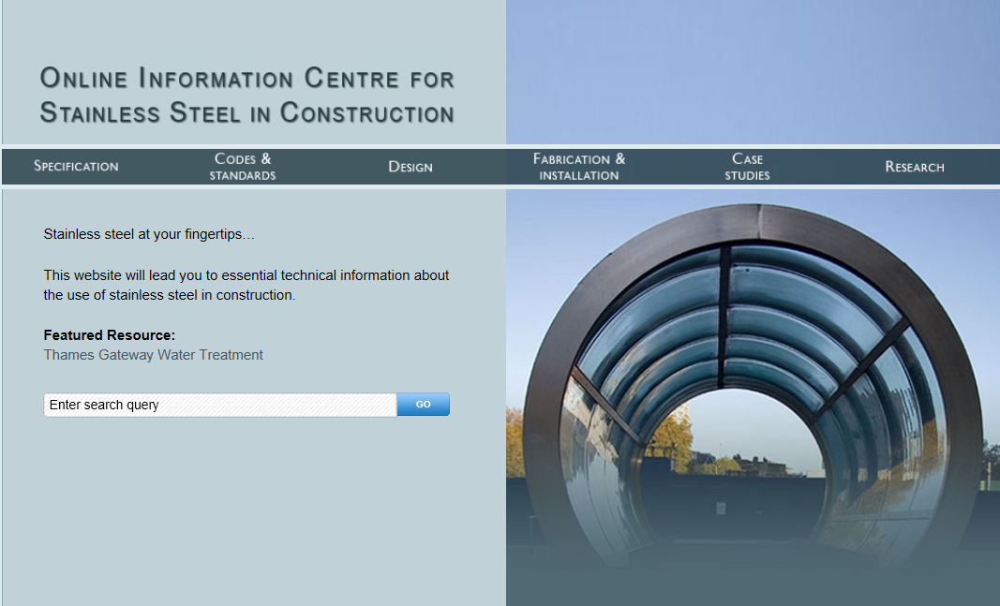 Online Information Centre for
Stainless Steel in Construction
Specification
Codes &
standards
Design
Fabrication &
installation
Case
studies
Research
Stainless steel at your fingertips…
This website will lead you to essential technical information about
the use of stainless steel in construction.
Featured Resource:
Thames Gateway Water Treatment
Enter search query
GO